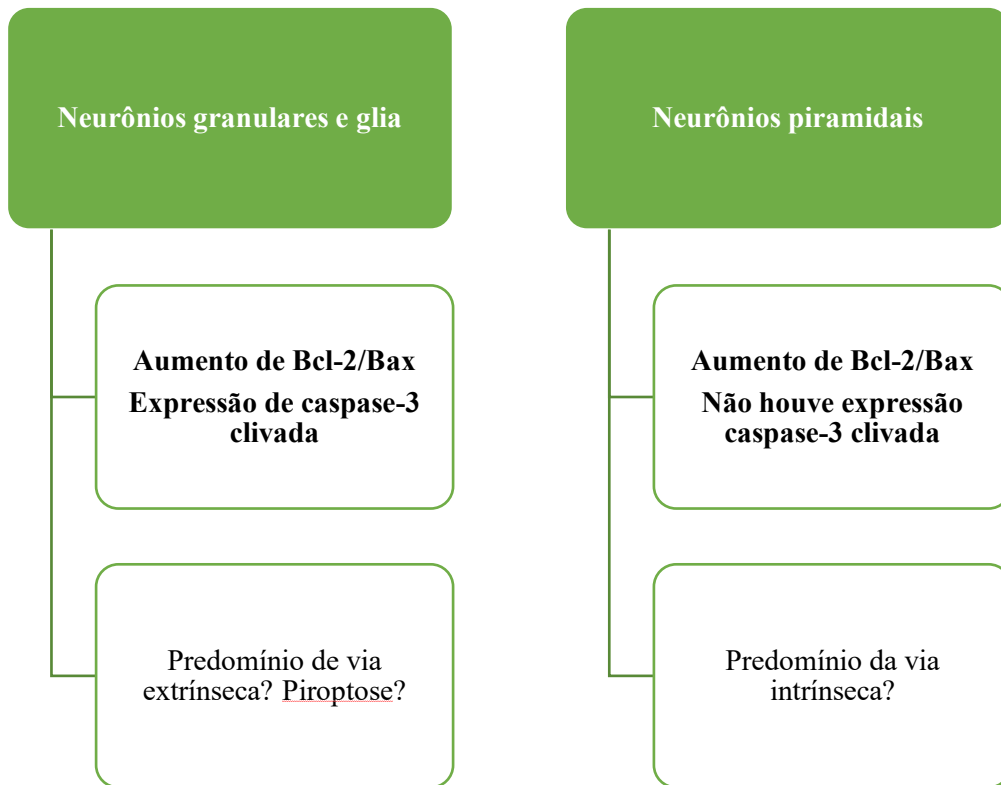 Neurônios granulares e glia
Aumento de Bcl-2/Bax
Expressão de caspase-3
clivada
Predomínio de via
extrínseca? Piroptose?
Neurônios piramidais
Aumento de Bcl-2/Bax
Não houve expressão
caspase-3 clivada
Predomínio da via
intrínseca?